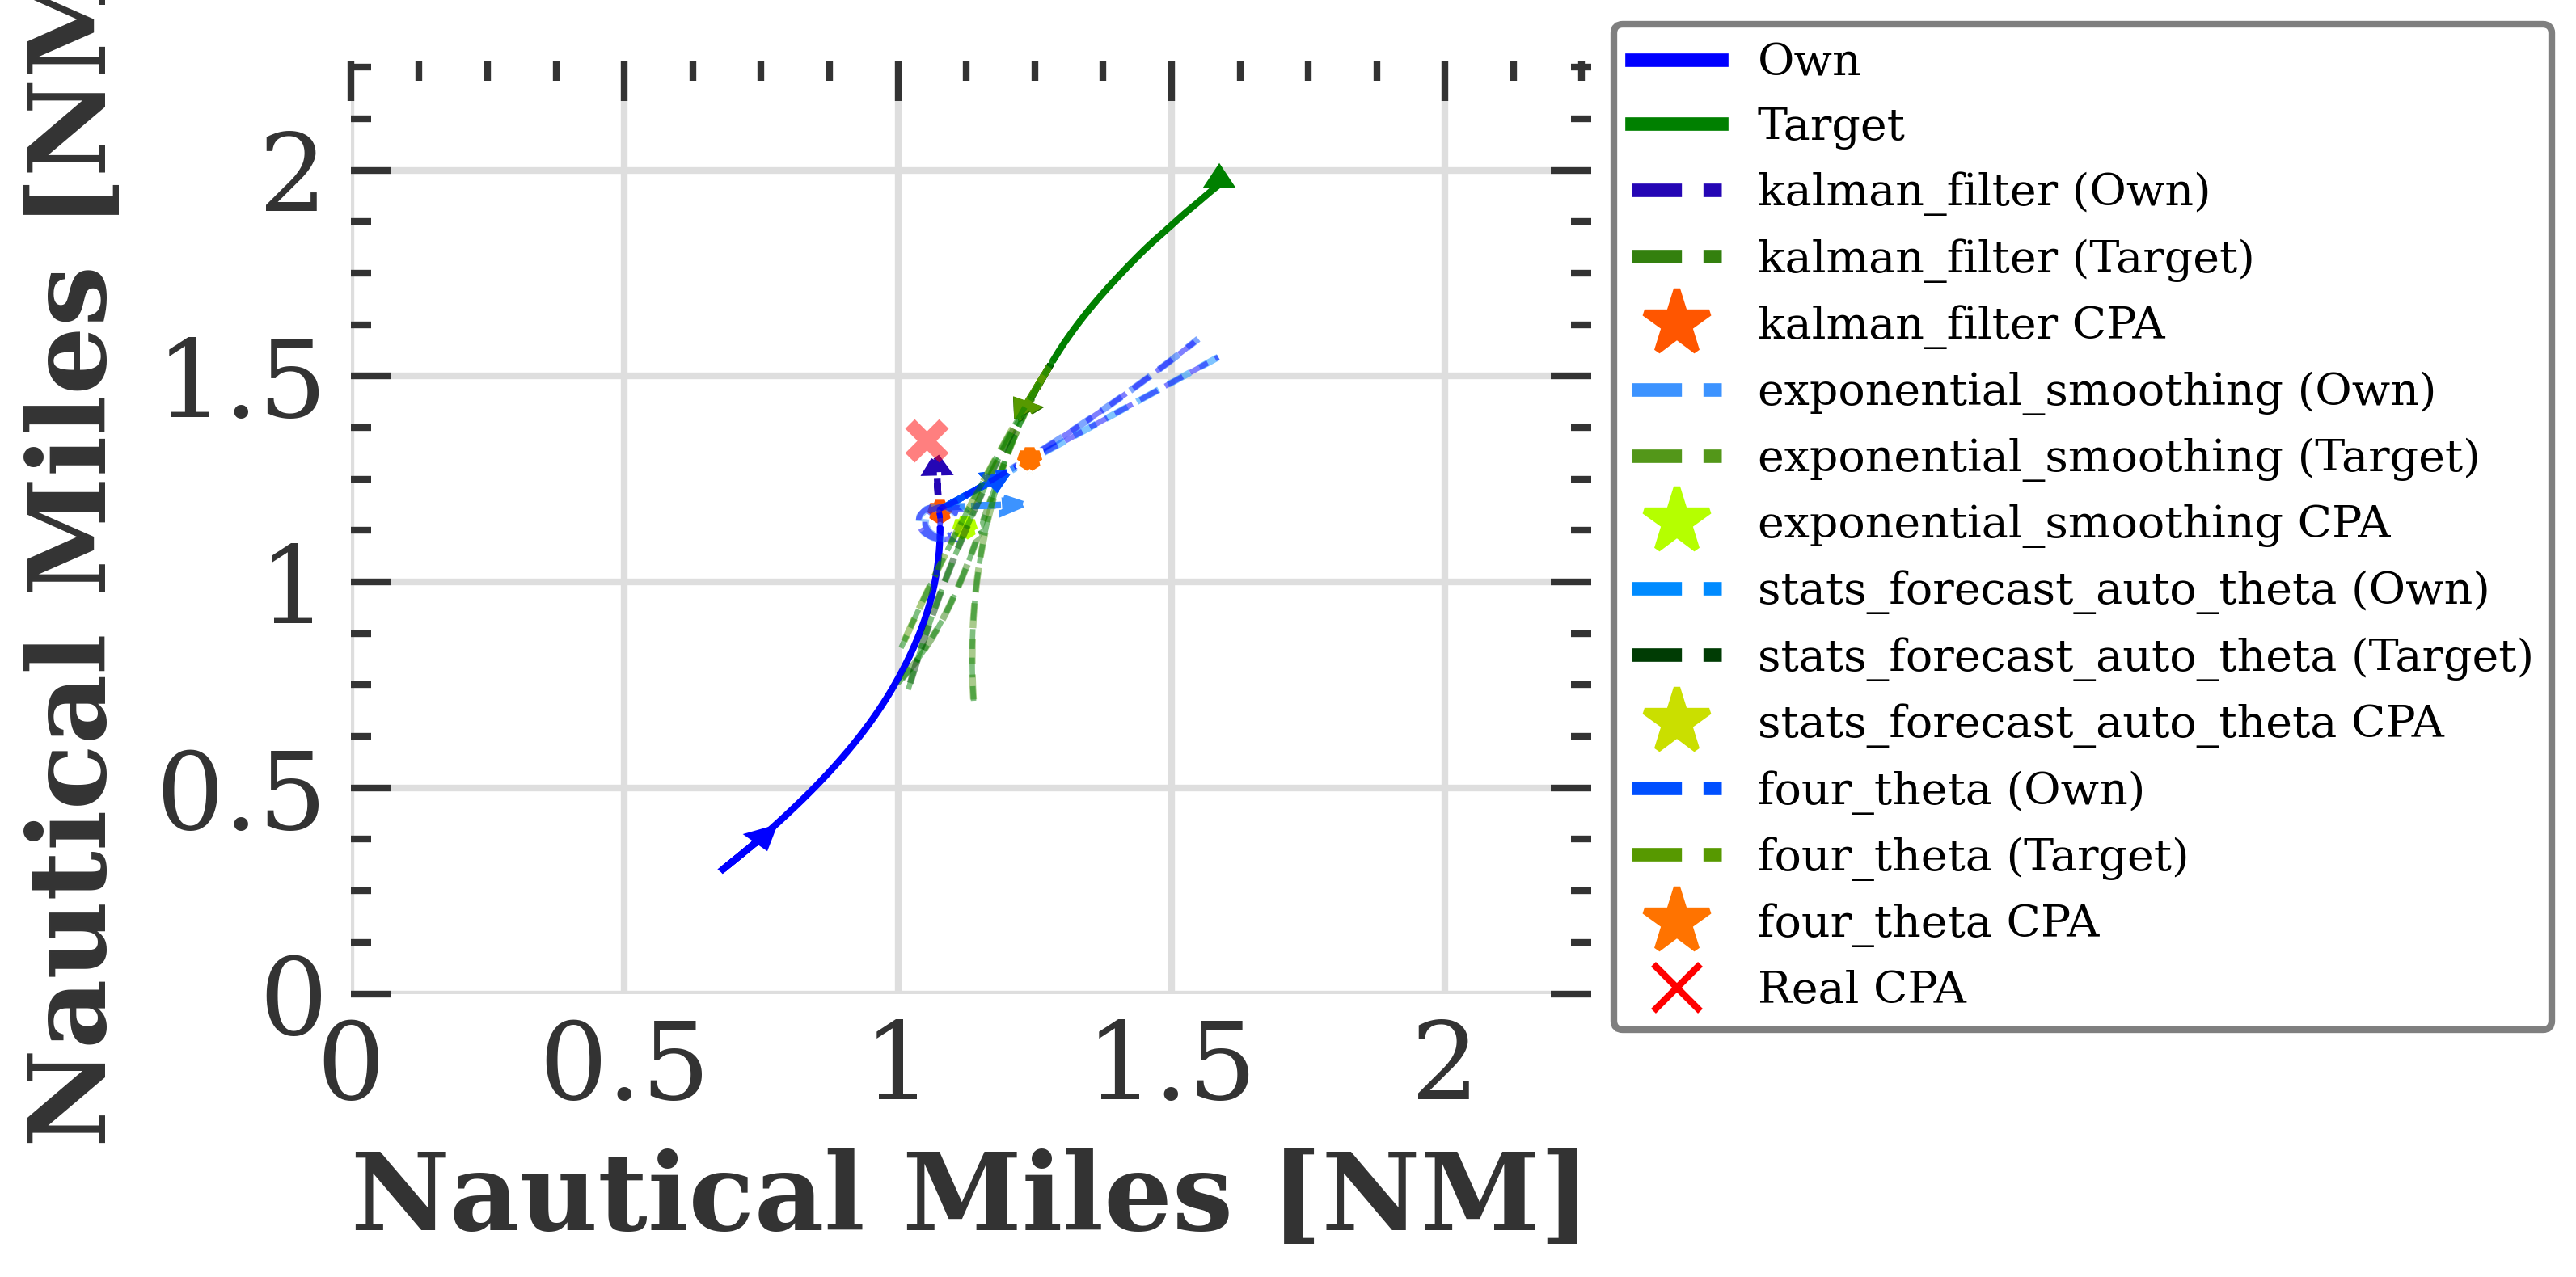 Nautical Miles [NM
2
1.5
1
0.5
0
0 0.5 1 1.5 2
Nautical Miles [NM]
Own
Target
kalman_filter (Own)
kalman_filter (Target)
kalman_filter CPA
exponential_smoothing (Own)
exponential_smoothing (Target)
exponential_smoothing CPA
stats_forecast_auto_theta (Own)
stats_forecast_auto_theta (Target)
stats_forecast_auto_theta CPA
four_theta (Own)
four_theta (Target)
four_theta CPA
Real CPA